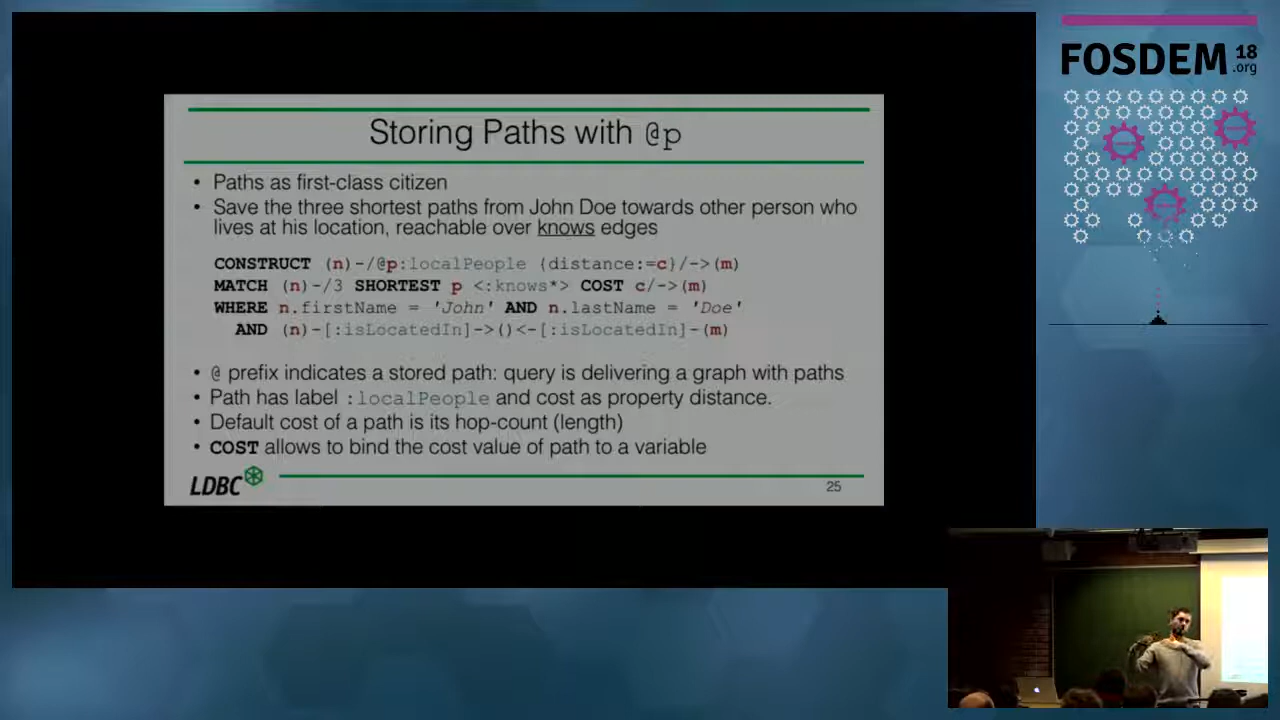 Storing Paths with @p
• Paths as first-class citizen
• Save the three shortest paths from John Doe towards other person who
lives at his location, reachable over knows edges
CONSTRUCT (n)-/@p:localPeople {distance:=c}/->(m)
MATCH (n)-/3 SHORTEST p <:knows*> COST c/->(m)
WHERE n.firstName = 'John' AND n.lastName = 'Doe'
AND (n)-[:isLocatedIn]->()<-[:isLocatedIn]-(m)
• @ prefix indicates a stored path: query is delivering a graph with paths
• Path has label :localPeople and cost as property distance.
• Default cost of a path is its hop-count (length)
• COST allows to bind the cost value of path to a variable
LDBC
25
FOSDEM 18
.org